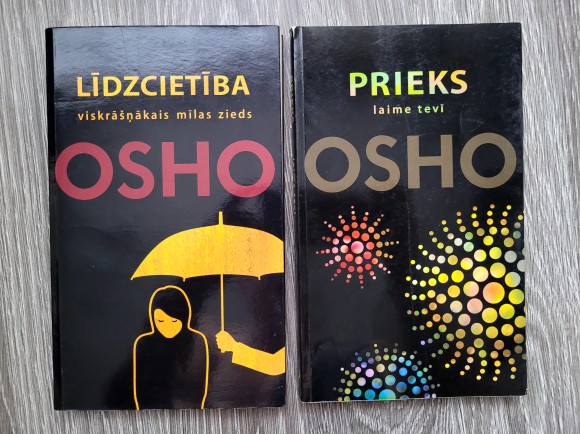 LĪDZCIETĪBA
viskrāšņākais mīlas zieds
OSHO
PRIEKS
laime tevī
OSHO